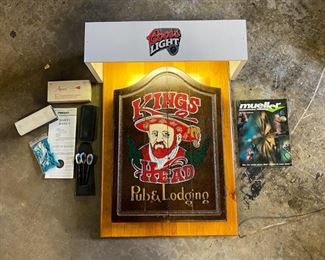 Coors
LIGHT
KINGS
HEAD
Pub & Lodging
mueller